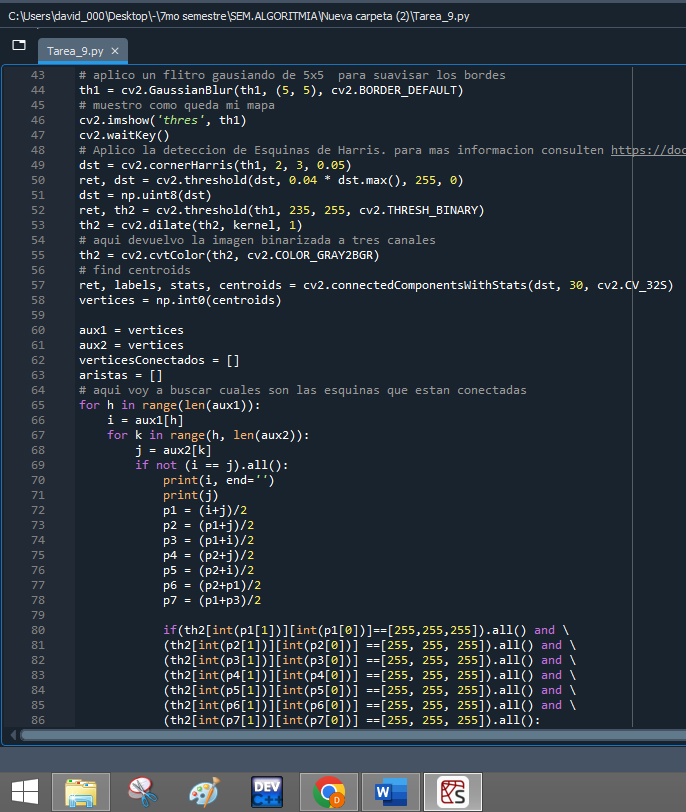 C:\Users\david_000\Desktop\-\7mo semestre\SEM.ALGORITMIA\Nueva carpeta (2)\Tarea_9.py
Tarea_9.py
43 # aplico un flitro gausiando de 5x5  para suavisar los bordes
44 th1 = cv2.GaussianBlur(th1, (5, 5), cv2.BORDER_DEFAULT)
45 # muestro como queda mi mapa
46 cv2.imshow('thres', th1)
47 cv2.waitKey()
48 # Aplico la deteccion de Esquinas de Harris. para mas informacion consulten https://doc
49 dst = cv2.cornerHarris(th1, 2, 3, 0.05)
50 ret, dst = cv2.threshold(dst, 0.04 * dst.max(), 255, 0)
51 dst = np.uint8(dst)
52 ret, th2 = cv2.threshold(th1, 235, 255, cv2.THRESH_BINARY)
53 th2 = cv2.dilate(th2, kernel, 1)
54 # aqui devuelvo la imagen binarizada a tres canales
55 th2 = cv2.cvtColor(th2, cv2.COLOR_GRAY2BGR)
56 # find centroids
57 ret, labels, stats, centroids = cv2.connectedComponentsWithStats(dst, 30, cv2.CV_32S)
58 vertices = np.int0(centroids)
59
60 aux1 = vertices
61 aux2 = vertices
62 verticesConectados = []
63 aristas = []
64 # aqui voy a buscar cuales son las esquinas que estan conectadas
65 for h in range(len(aux1)):
66     i = aux1[h]
67     for k in range(h, len(aux2)):
68         j = aux2[k]
69         if not (i == j).all():
70             print(i, end='')
71             print(j)
72             p1 = (i+j)/2
73             p2 = (p1+j)/2
74             p3 = (p1+i)/2
75             p4 = (p2+j)/2
76             p5 = (p2+i)/2
77             p6 = (p2+p1)/2
78             p7 = (p1+p3)/2
79
80             if(th2[int(p1[1])][int(p1[0])]==[255,255,255]).all() and \
81             (th2[int(p2[1])][int(p2[0])] ==[255, 255, 255]).all() and \
82             (th2[int(p3[1])][int(p3[0])] ==[255, 255, 255]).all() and \
83             (th2[int(p4[1])][int(p4[0])] ==[255, 255, 255]).all() and \
84             (th2[int(p5[1])][int(p5[0])] ==[255, 255, 255]).all() and \
85             (th2[int(p6[1])][int(p6[0])] ==[255, 255, 255]).all() and \
86             (th2[int(p7[1])][int(p7[0])] ==[255, 255, 255]).all():
DEV
C++
D
W